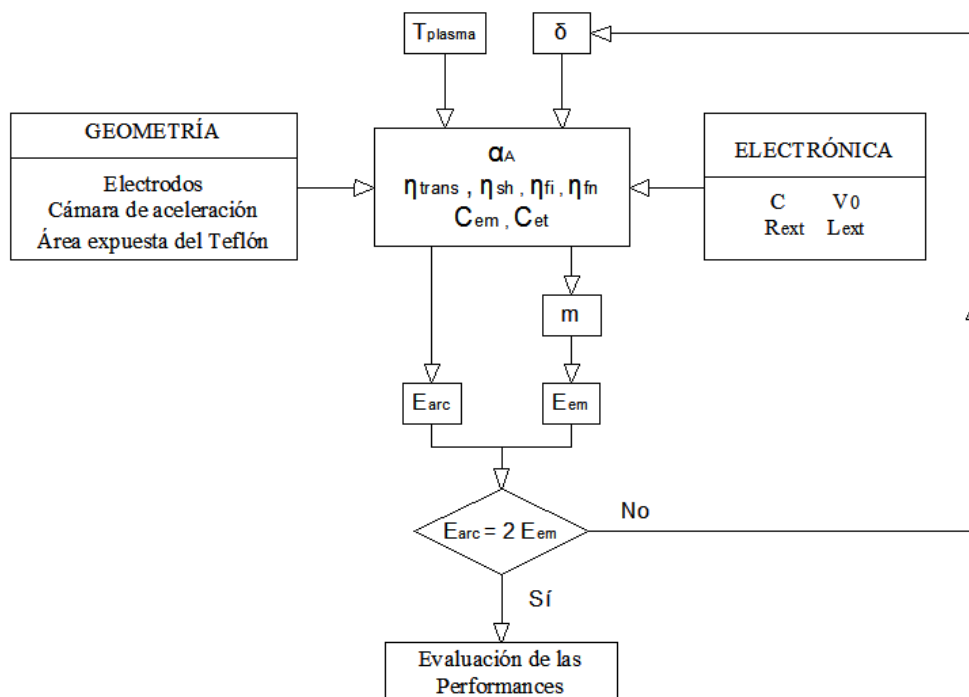 Tplasma
δ
GEOMETRÍA
Electrodos
Cámara de aceleración
Área expuesta del Teflón
αA
ηtrans , ηsh , ηfi , ηfn
Cem , Cet
ELECTRÓNICA
C V0
Rext Lext
m
Earc
Eem
Earc = 2 Eem
No
Sí
Evaluación de las
Performances